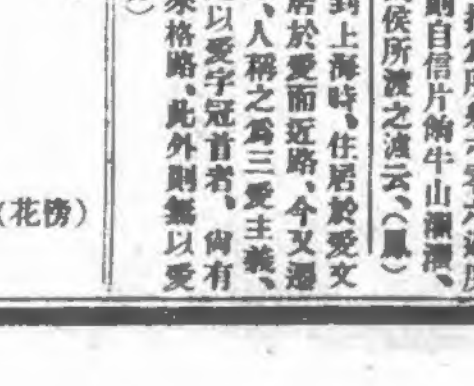 則自信片餉牛山濯濯、
侯所渡之渡云、(鳳)
到上海時、住居於愛文
居於愛而近路、今又遷
、人稱之爲三愛主義、
以愛字冠首者、尙有
來格路、此外則無以愛
)
(花傍)